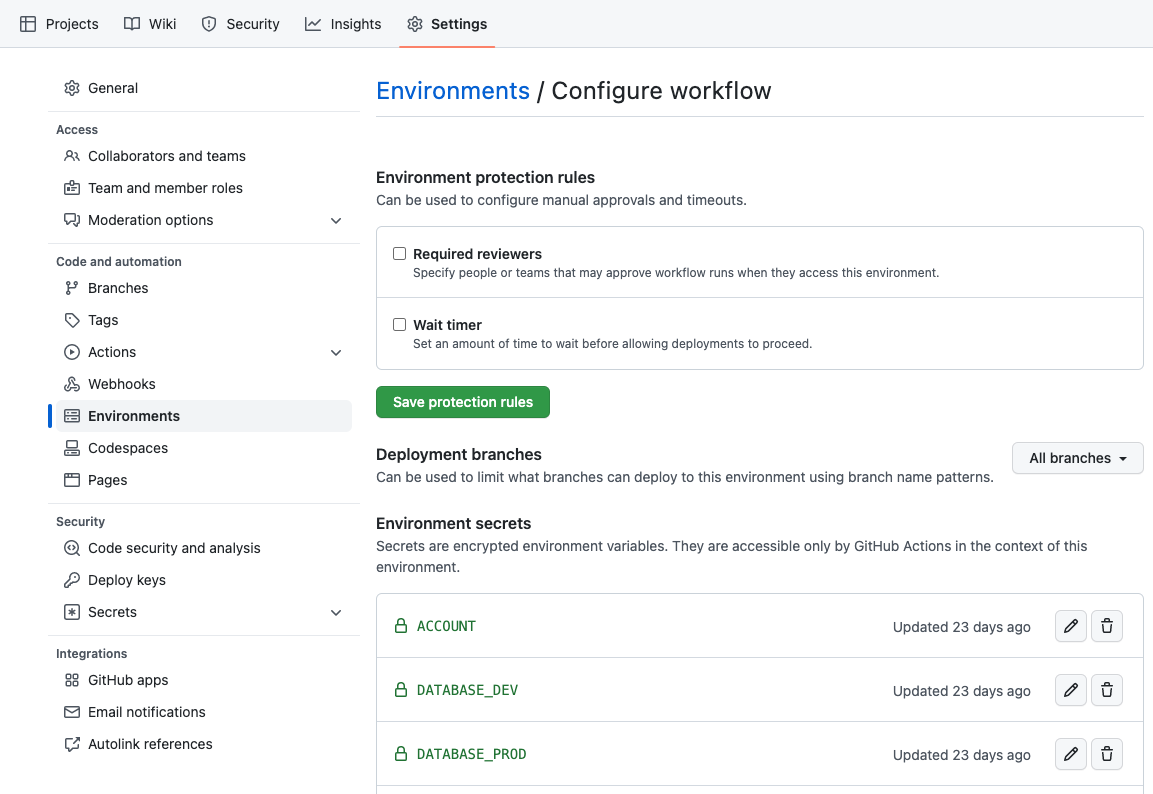 Projects Wiki Security Insights Settings
General
Access
Collaborators and teams
Team and member roles
Moderation options
Code and automation
Branches
Tags
Actions
Webhooks
Environments
Codespaces
Pages
Security
Code security and analysis
Deploy keys
Secrets
Integrations
GitHub apps
Email notifications
Autolink references
Environments / Configure workflow
Environment protection rules
Can be used to configure manual approvals and timeouts.
Required reviewers
Specify people or teams that may approve workflow runs when they access this environment.
Wait timer
Set an amount of time to wait before allowing deployments to proceed.
Save protection rules
Deployment branches
Can be used to limit what branches can deploy to this environment using branch name patterns.
All branches
Environment secrets
Secrets are encrypted environment variables. They are accessible only by GitHub Actions in the context of this
environment.
ACCOUNT Updated 23 days ago
DATABASE_DEV Updated 23 days ago
DATABASE_PROD Updated 23 days ago